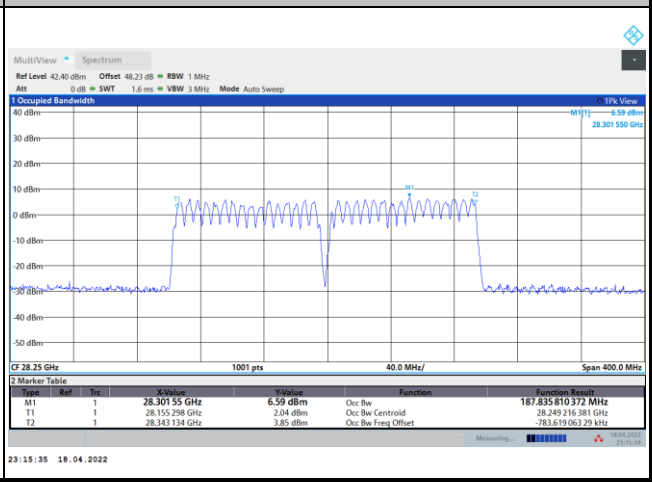 MultiView Spectrum
Ref Level 42.40 dBm Offset 48.23 dB RBW 1 MHz
Att 0 dB SWT 1.6 ms VBW 3 MHz Mode Auto Sweep
1 Occupied Bandwidth 1Pk View
M1[1] 6.59 dBm
28.301 550 GHz
40 dBm
30 dBm
20 dBm
10 dBm
0 dBm
-10 dBm
-20 dBm
-30 dBm
-40 dBm
-50 dBm
T1
M1
T2
CF 28.25 GHz 1001 pts 40.0 MHz/ Span 400.0 MHz
2 Marker Table
Type Ref Trc X-Value Y-Value Function Function Result
M1 1 28.301 55 GHz 6.59 dBm Occ Bw 187.835 810 372 MHz
T1 1 28.155 298 GHz 2.04 dBm Occ Bw Centroid 28.249 216 381 GHz
T2 1 28.343 134 GHz 3.85 dBm Occ Bw Freq Offset -783.619 063 29 kHz
Measuring... 18.04.2022
23:15:34
23:15:35 18.04.2022